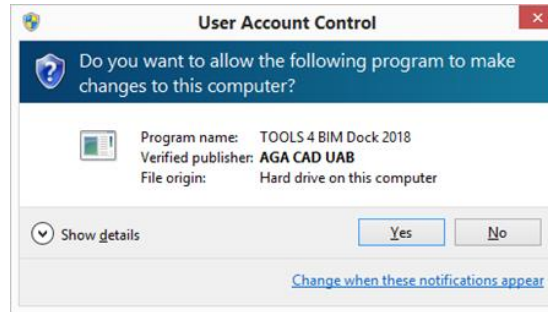 User Account Control
Do you want to allow the following program to make
changes to this computer?
Program name: TOOLS 4 BIM Dock 2018
Verified publisher: AGA CAD UAB
File origin: Hard drive on this computer
Show details
Yes
No
Change when these notifications appear